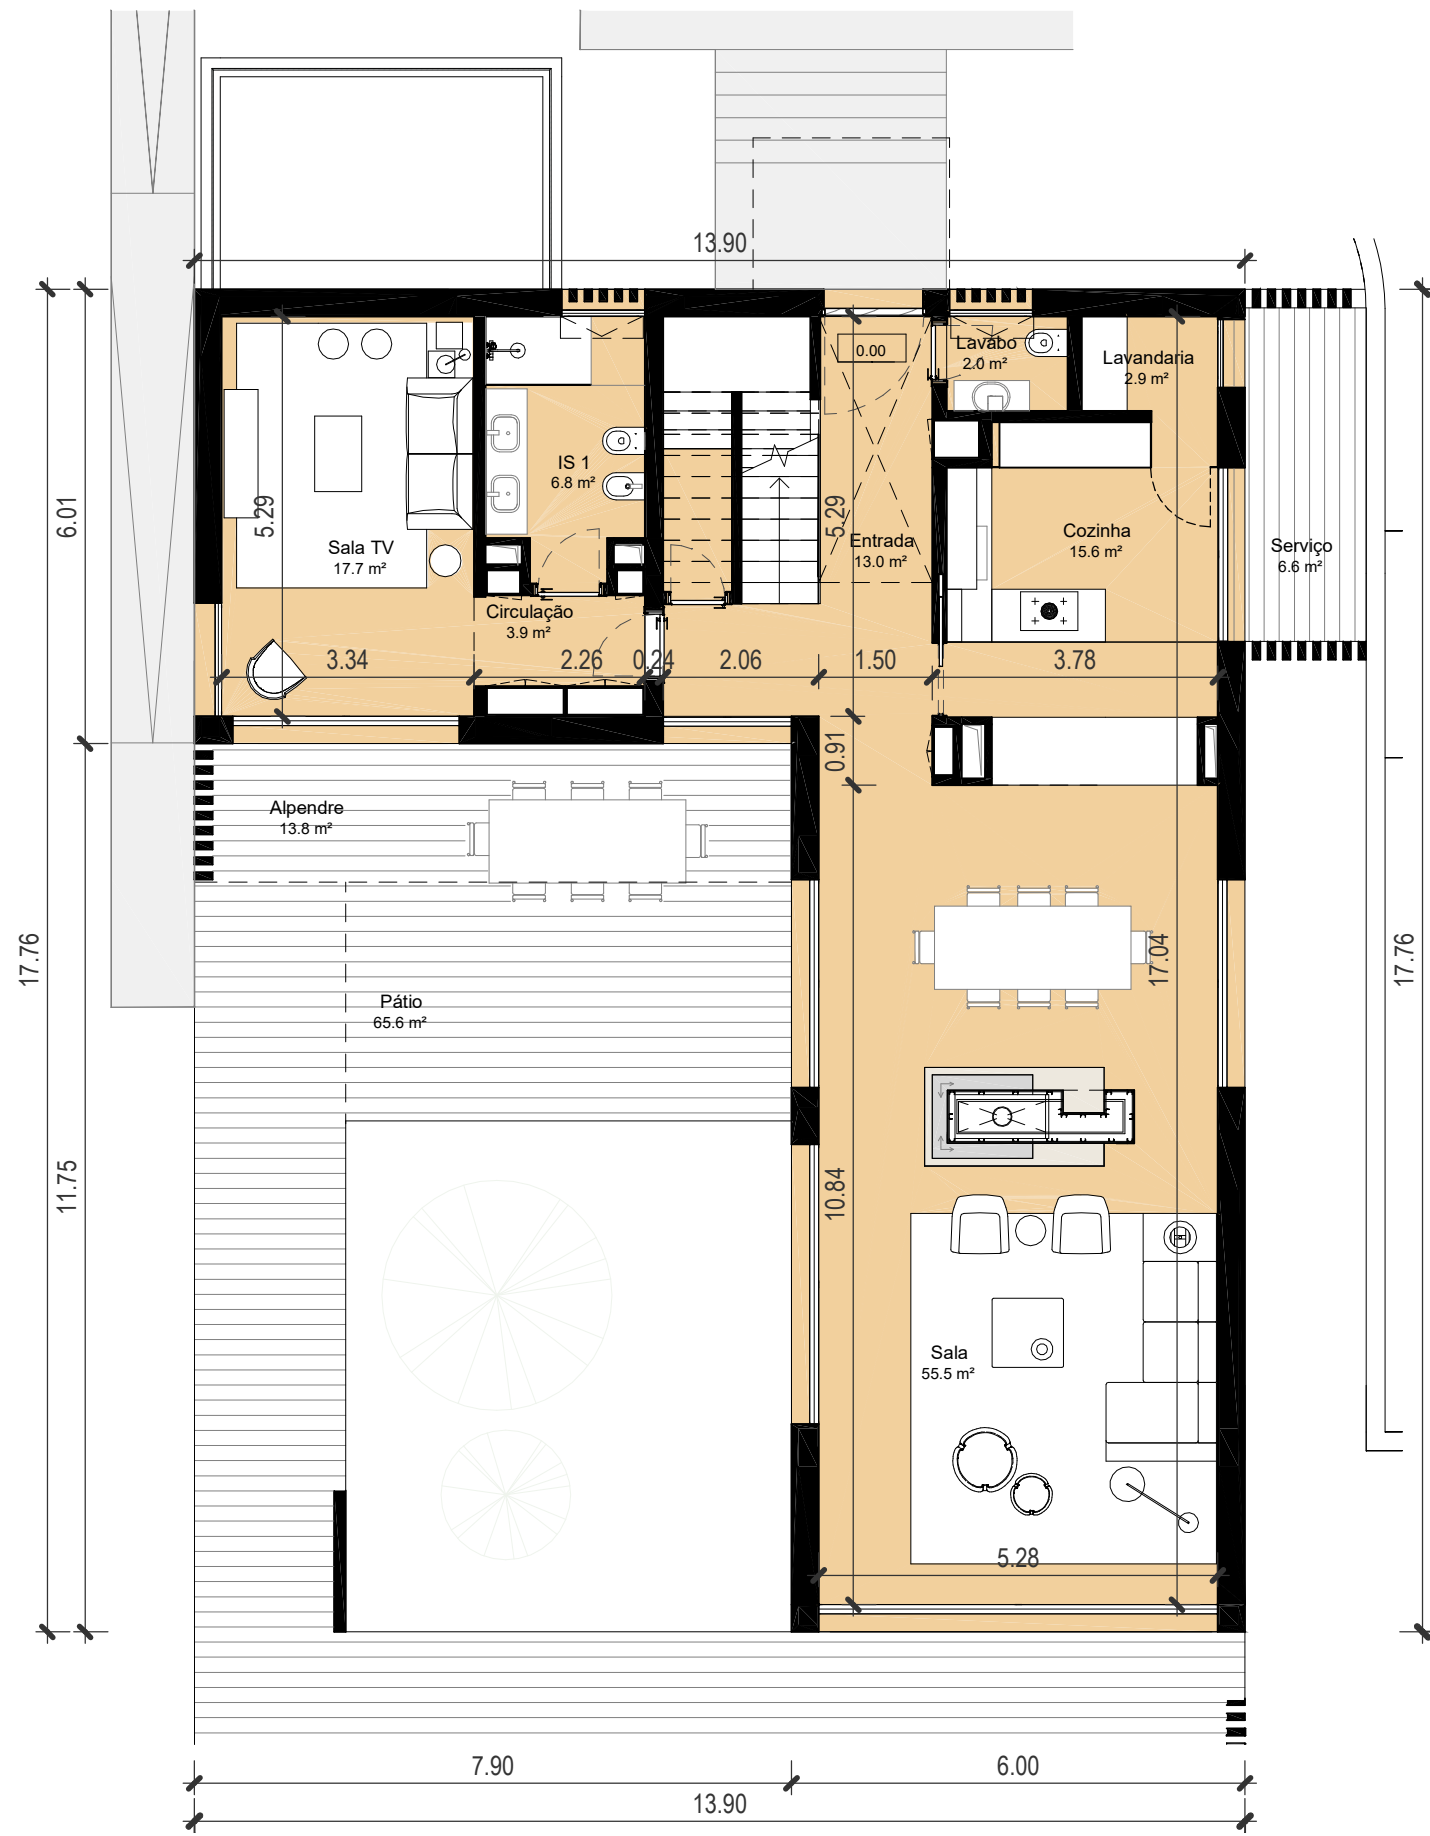 13.90
0.00
Lavabo
2.0 m²
Lavandaria
2.9 m²
IS 1
6.8 m²
6.01
5.29
5.29
Sala TV
17.7 m²
Entrada
13.0 m²
Cozinha
15.6 m²
Serviço
6.6 m²
Circulação
3.9 m²
3.34
2.26
0.24
2.06
1.50
3.78
0.91
Alpendre
13.8 m²
17.76
17.04
17.76
Pátio
65.6 m²
11.75
10.84
Sala
55.5 m²
5.28
7.90
6.00
13.90